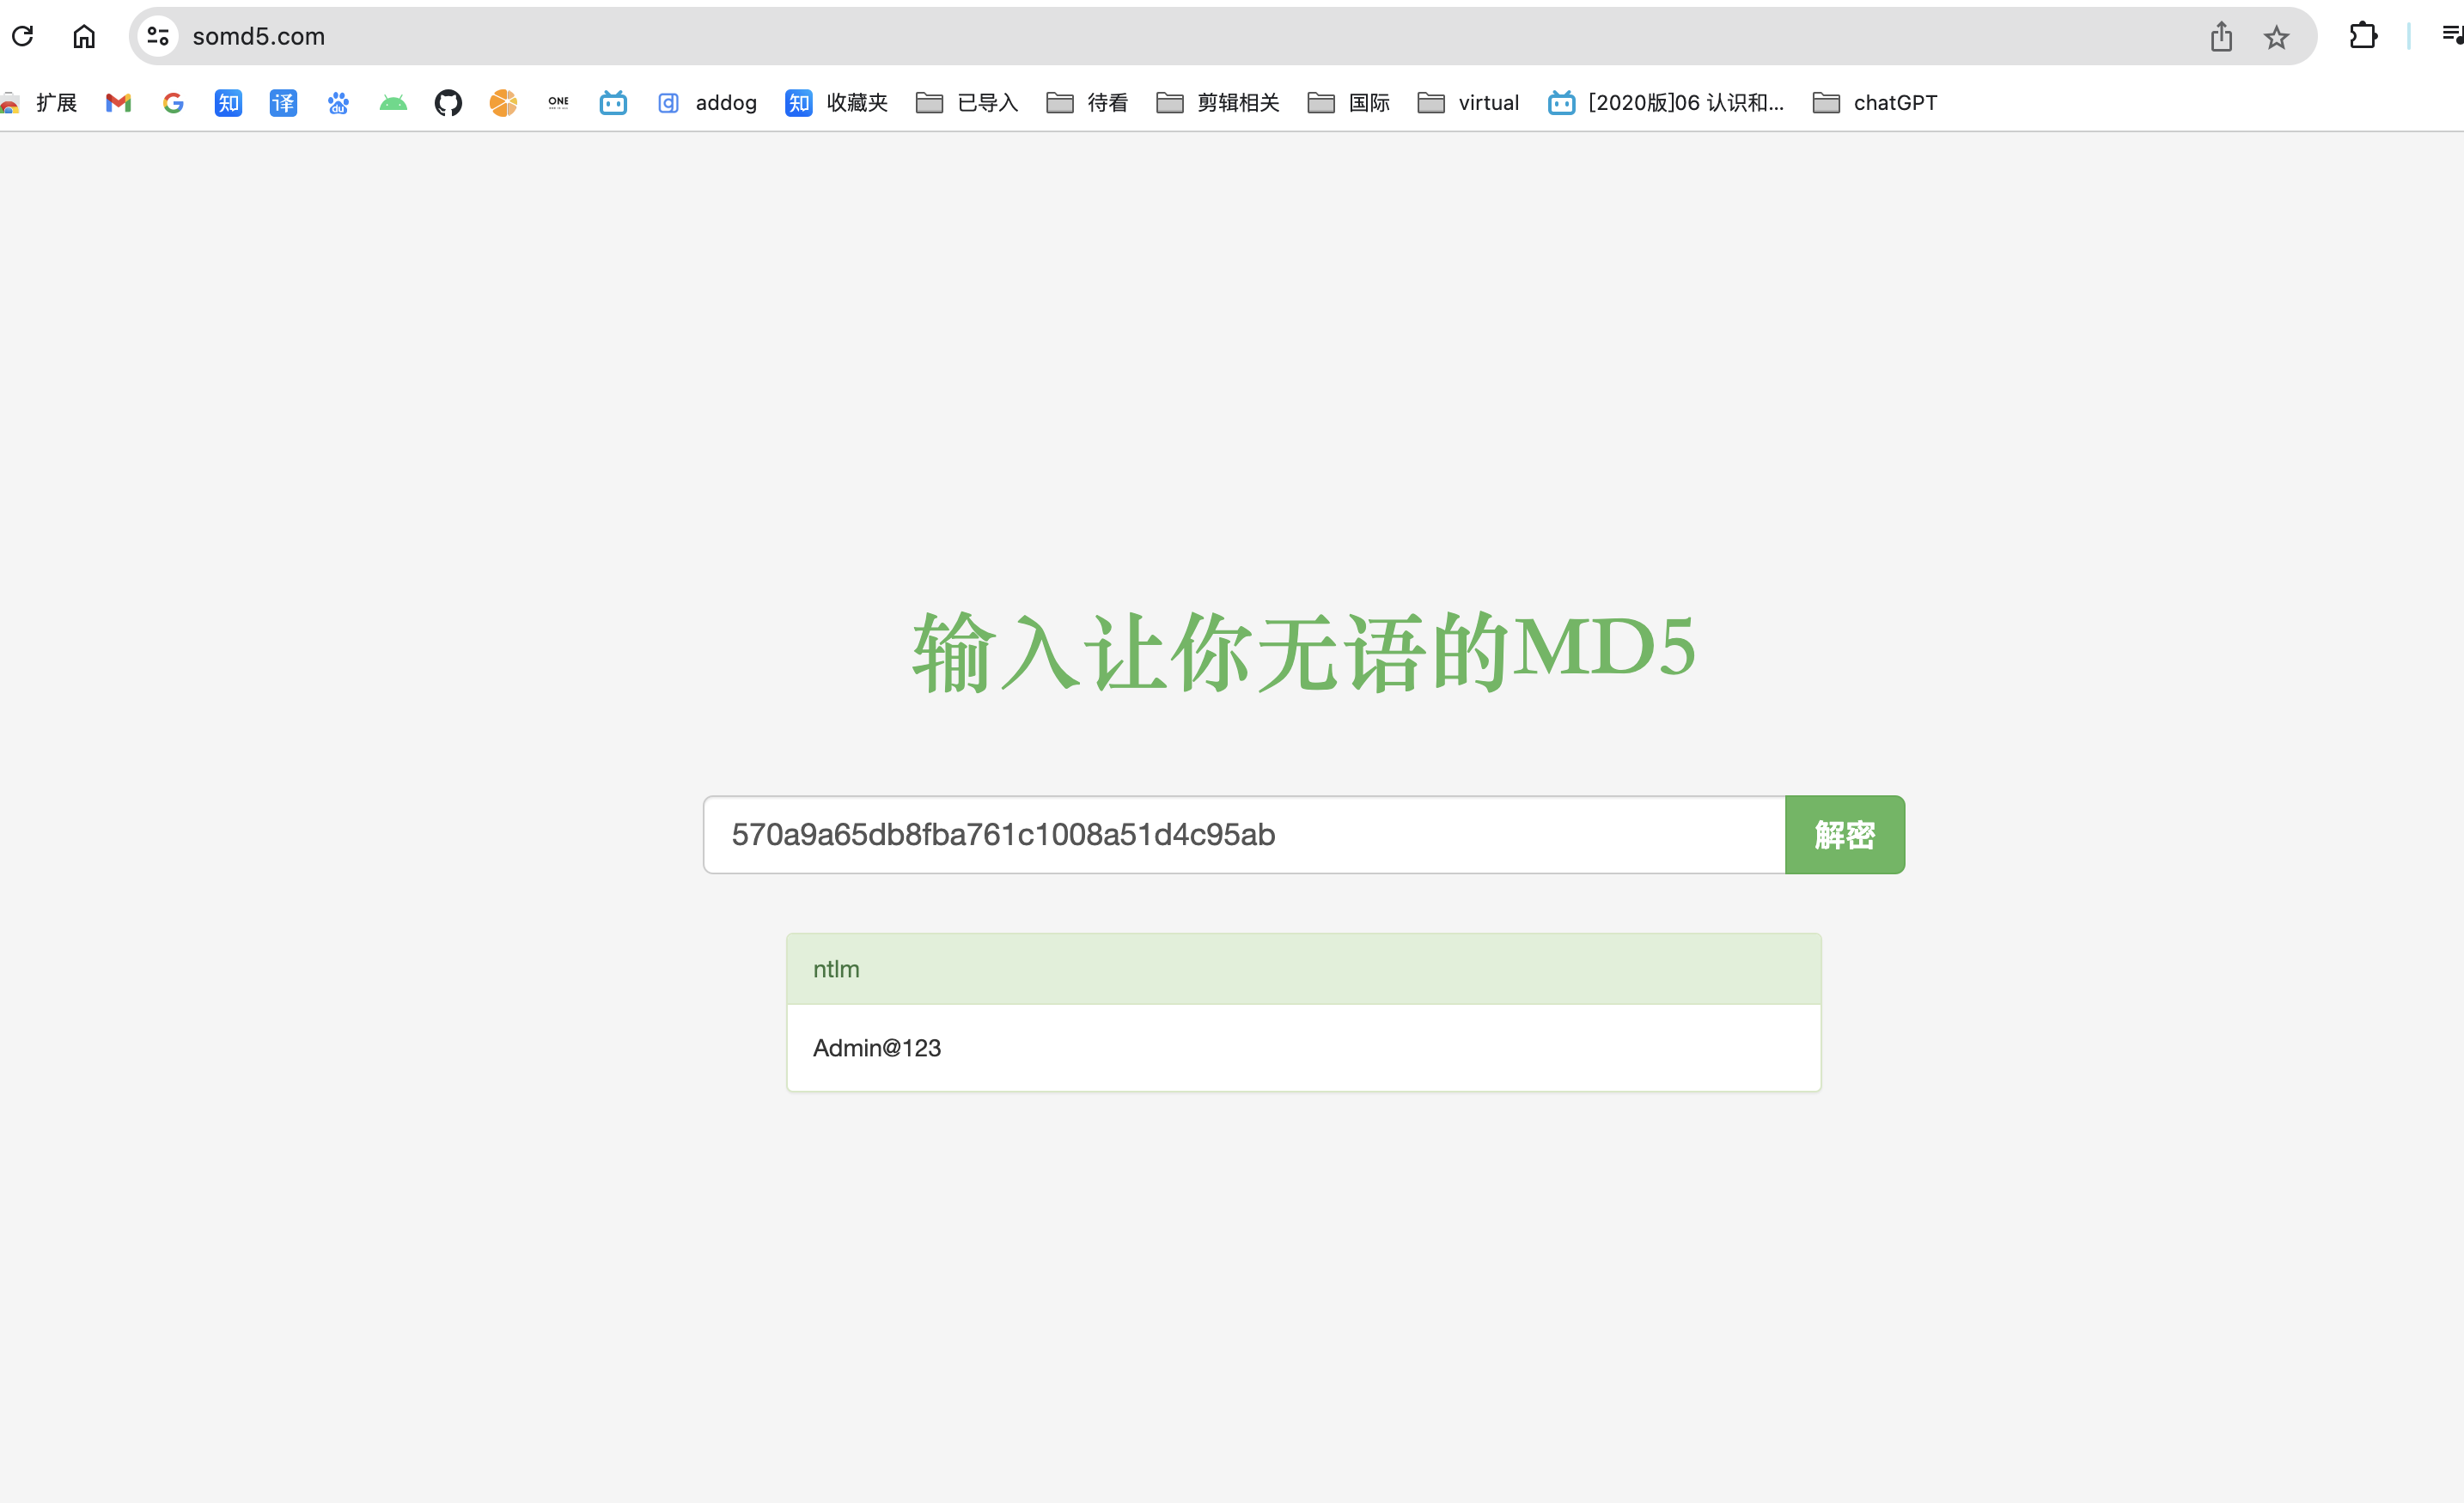 somd5.com
扩展 知 译 du ONE addog 知 收藏夹 已导入 待看 剪辑相关 国际 virtual [2020版]06 认识和... chatGPT
输入让你无语的MD5
570a9a65db8fba761c1008a51d4c95ab 解密
ntlm
Admin@123